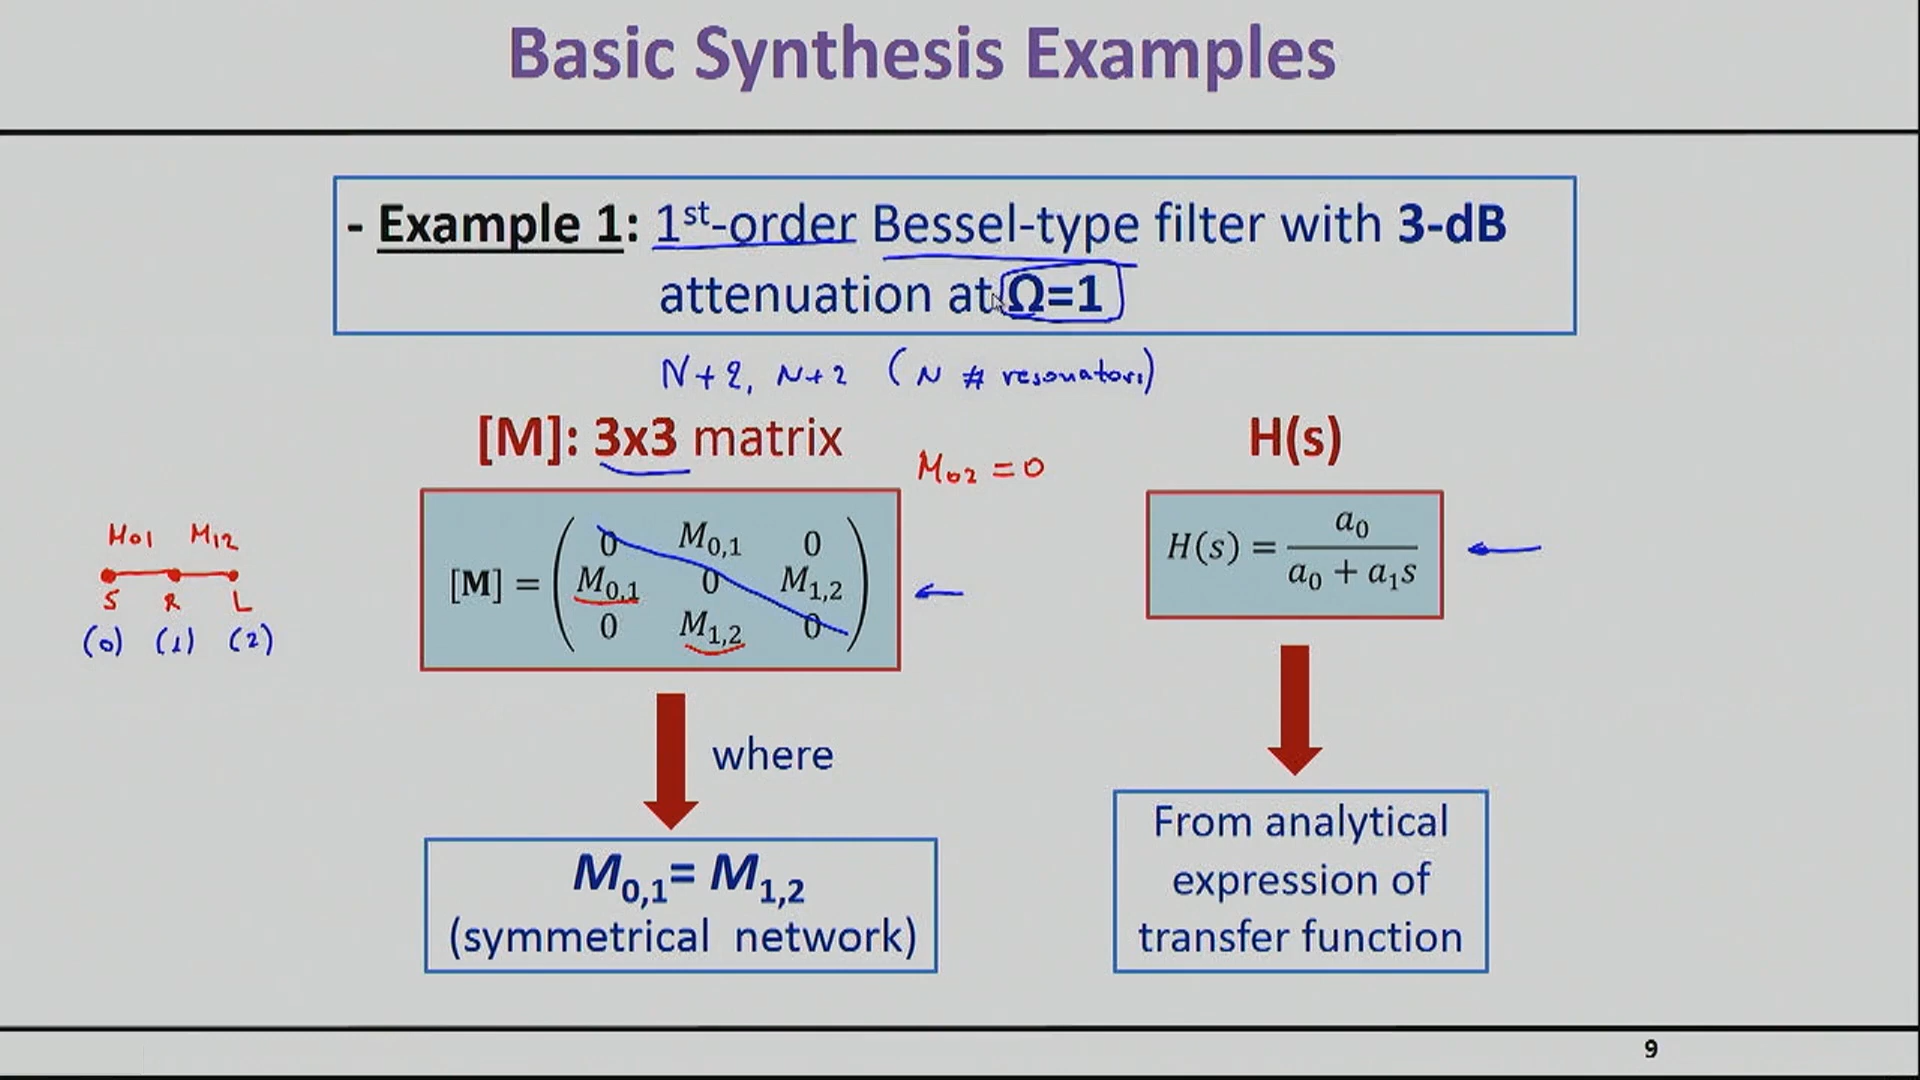 Basic Synthesis Examples
- Example 1: 1st-order Bessel-type filter with 3-dB
attenuation at Ω=1
N+2, N+2 (N # resonators)
[M]: 3x3 matrix
M02 = 0
H(s)
M01 M12
S R L
(0) (1) (2)
[M] = ( 0 M0,1 0
M0,1 0 M1,2
0 M1,2 0 )
H(s) = a0 / (a0 + a1s)
where
M0,1= M1,2
(symmetrical network)
From analytical
expression of
transfer function
9